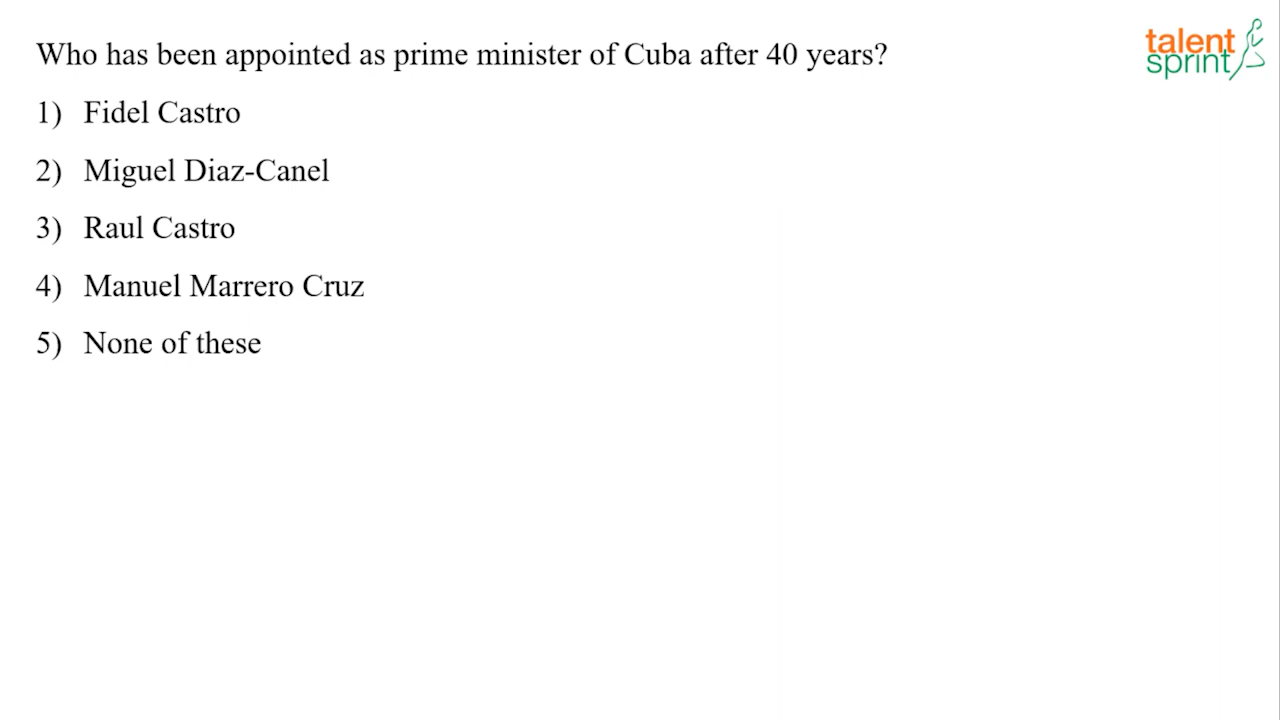 Who has been appointed as prime minister of Cuba after 40 years?
talent
sprint
1) Fidel Castro
2) Miguel Diaz-Canel
3) Raul Castro
4) Manuel Marrero Cruz
5) None of these